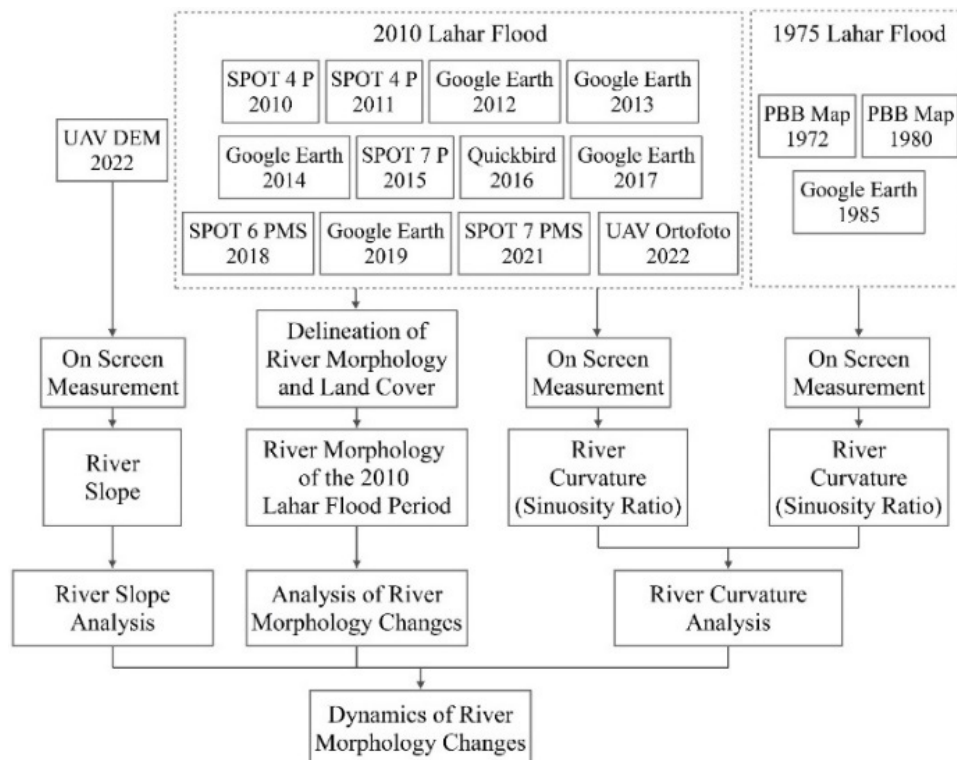 2010 Lahar Flood
1975 Lahar Flood
SPOT 4 P
2010
SPOT 4 P
2011
Google Earth
2012
Google Earth
2013
PBB Map
1972
PBB Map
1980
UAV DEM
2022
Google Earth
2014
SPOT 7 P
2015
Quickbird
2016
Google Earth
2017
Google Earth
1985
SPOT 6 PMS
2018
Google Earth
2019
SPOT 7 PMS
2021
UAV Ortofoto
2022
On Screen
Measurement
Delineation of
River Morphology
and Land Cover
On Screen
Measurement
On Screen
Measurement
River
Slope
River Morphology
of the 2010
Lahar Flood Period
River
Curvature
(Sinuosity Ratio)
River
Curvature
(Sinuosity Ratio)
River Slope
Analysis
Analysis of River
Morphology Changes
River Curvature
Analysis
Dynamics of River
Morphology Changes